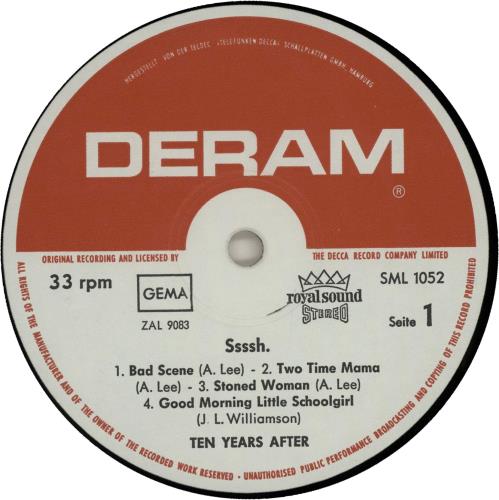 HERGESTELLT VON DER TELDEC »TELEFUNKEN DECCA« SCHALLPLATTEN GMBH, HAMBURG
DERAM
®
ORIGINAL RECORDING AND LICENSED BY THE DECCA RECORD COMPANY LIMITED
33 rpm
GEMA
ZAL 9083
royal sound
STEREO
SML 1052
Seite 1
Ssssh.
1. Bad Scene (A. Lee) - 2. Two Time Mama
(A. Lee) - 3. Stoned Woman (A. Lee)
4. Good Morning Little Schoolgirl
(J. L. Williamson)
TEN YEARS AFTER
ALL RIGHTS OF THE MANUFACTURER AND OF THE OWNER OF THE RECORDED WORK RESERVED - UNAUTHORISED PUBLIC PERFORMANCE BROADCASTING AND COPYING OF THIS RECORD PROHIBITED